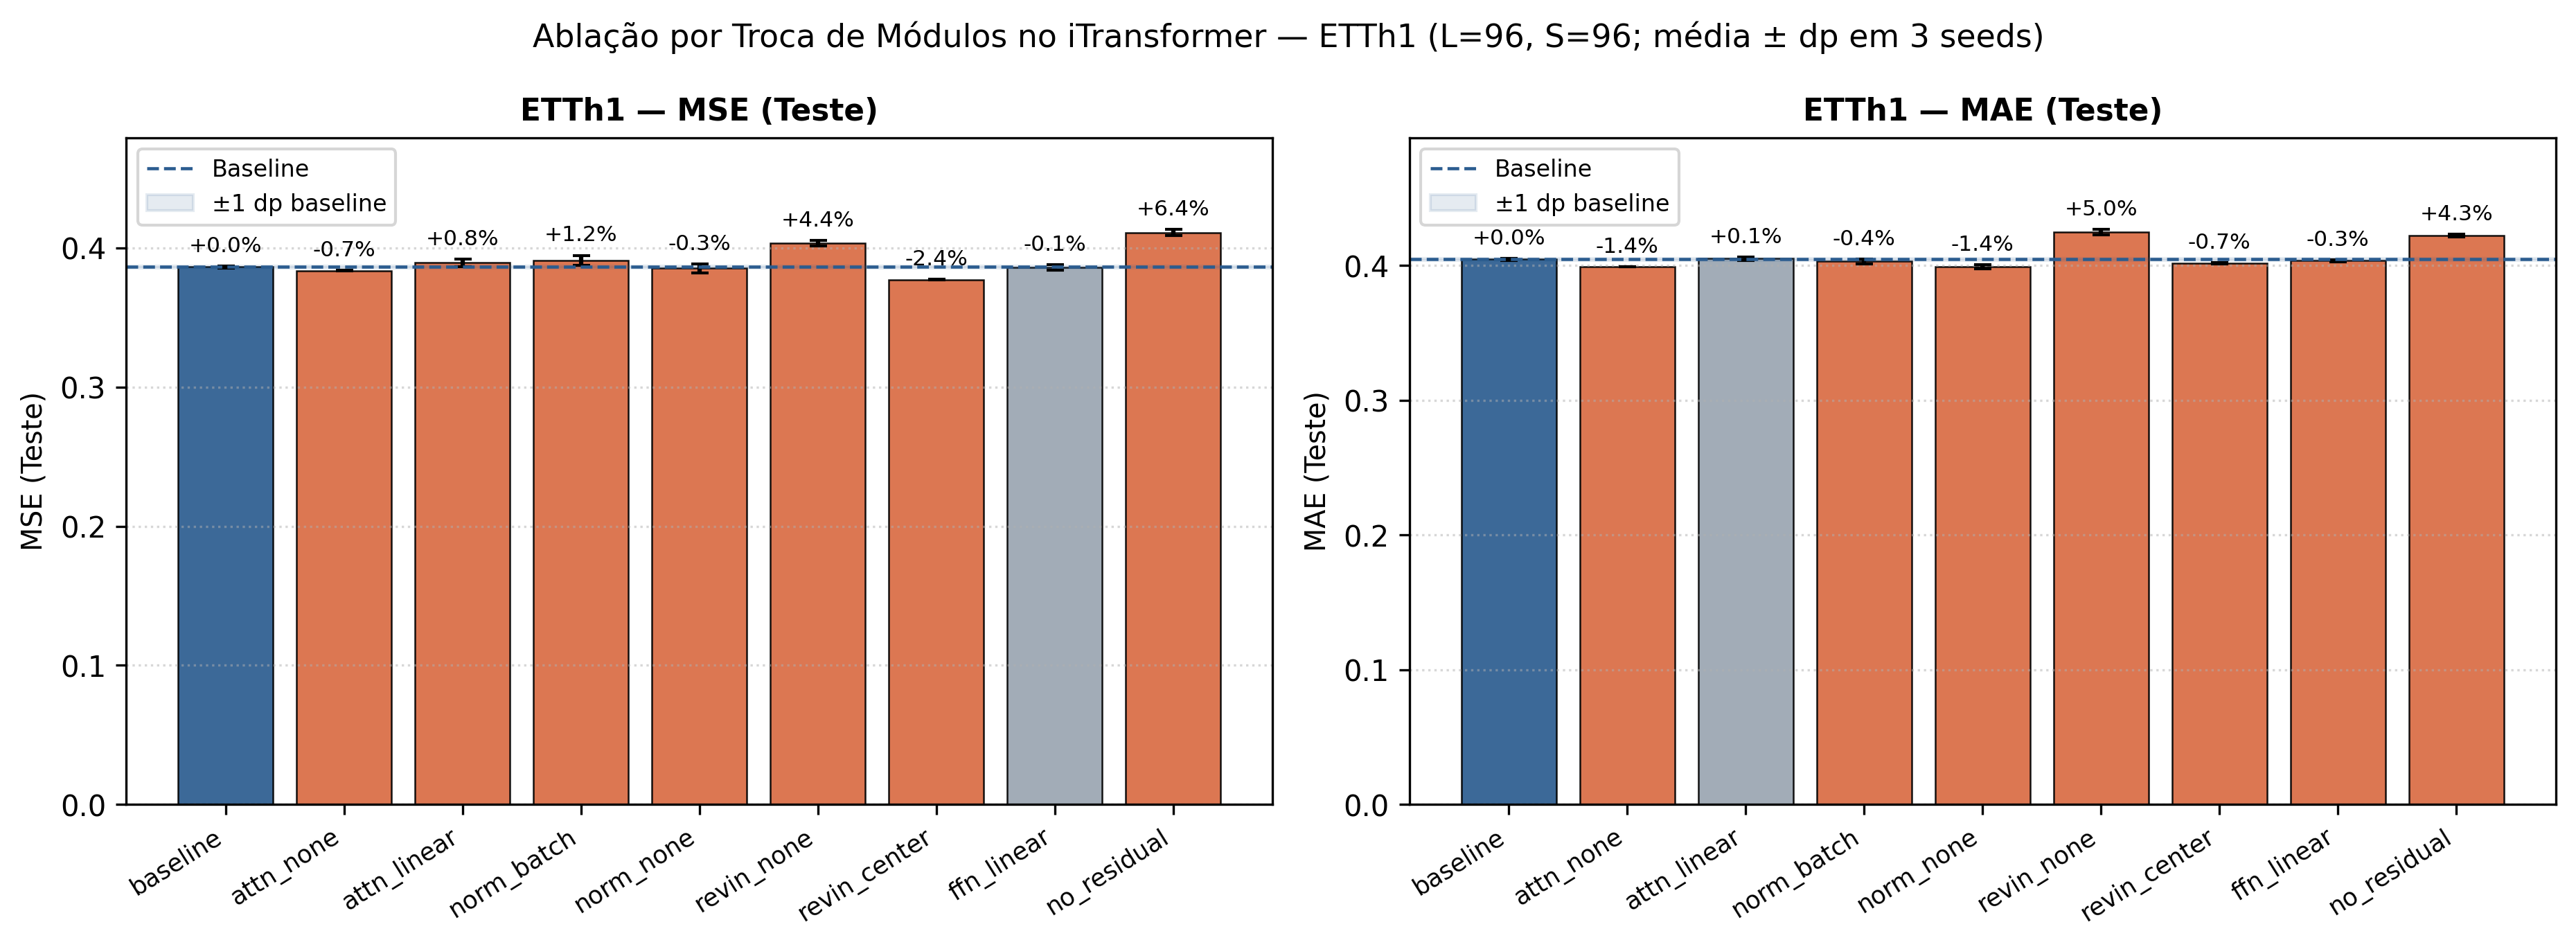 Ablação por Troca de Módulos no iTransformer — ETTh1 (L=96, S=96; média ± dp em 3 seeds)
ETTh1 — MSE (Teste)
Baseline
±1 dp baseline
+0.0%
-0.7%
+0.8%
+1.2%
-0.3%
+4.4%
-2.4%
-0.1%
+6.4%
MSE (Teste)
0.4
0.3
0.2
0.1
0.0
baseline
attn_none
attn_linear
norm_batch
norm_none
revin_none
revin_center
ffn_linear
no_residual
ETTh1 — MAE (Teste)
Baseline
±1 dp baseline
+0.0%
-1.4%
+0.1%
-0.4%
-1.4%
+5.0%
-0.7%
-0.3%
+4.3%
MAE (Teste)
0.4
0.3
0.2
0.1
0.0
baseline
attn_none
attn_linear
norm_batch
norm_none
revin_none
revin_center
ffn_linear
no_residual